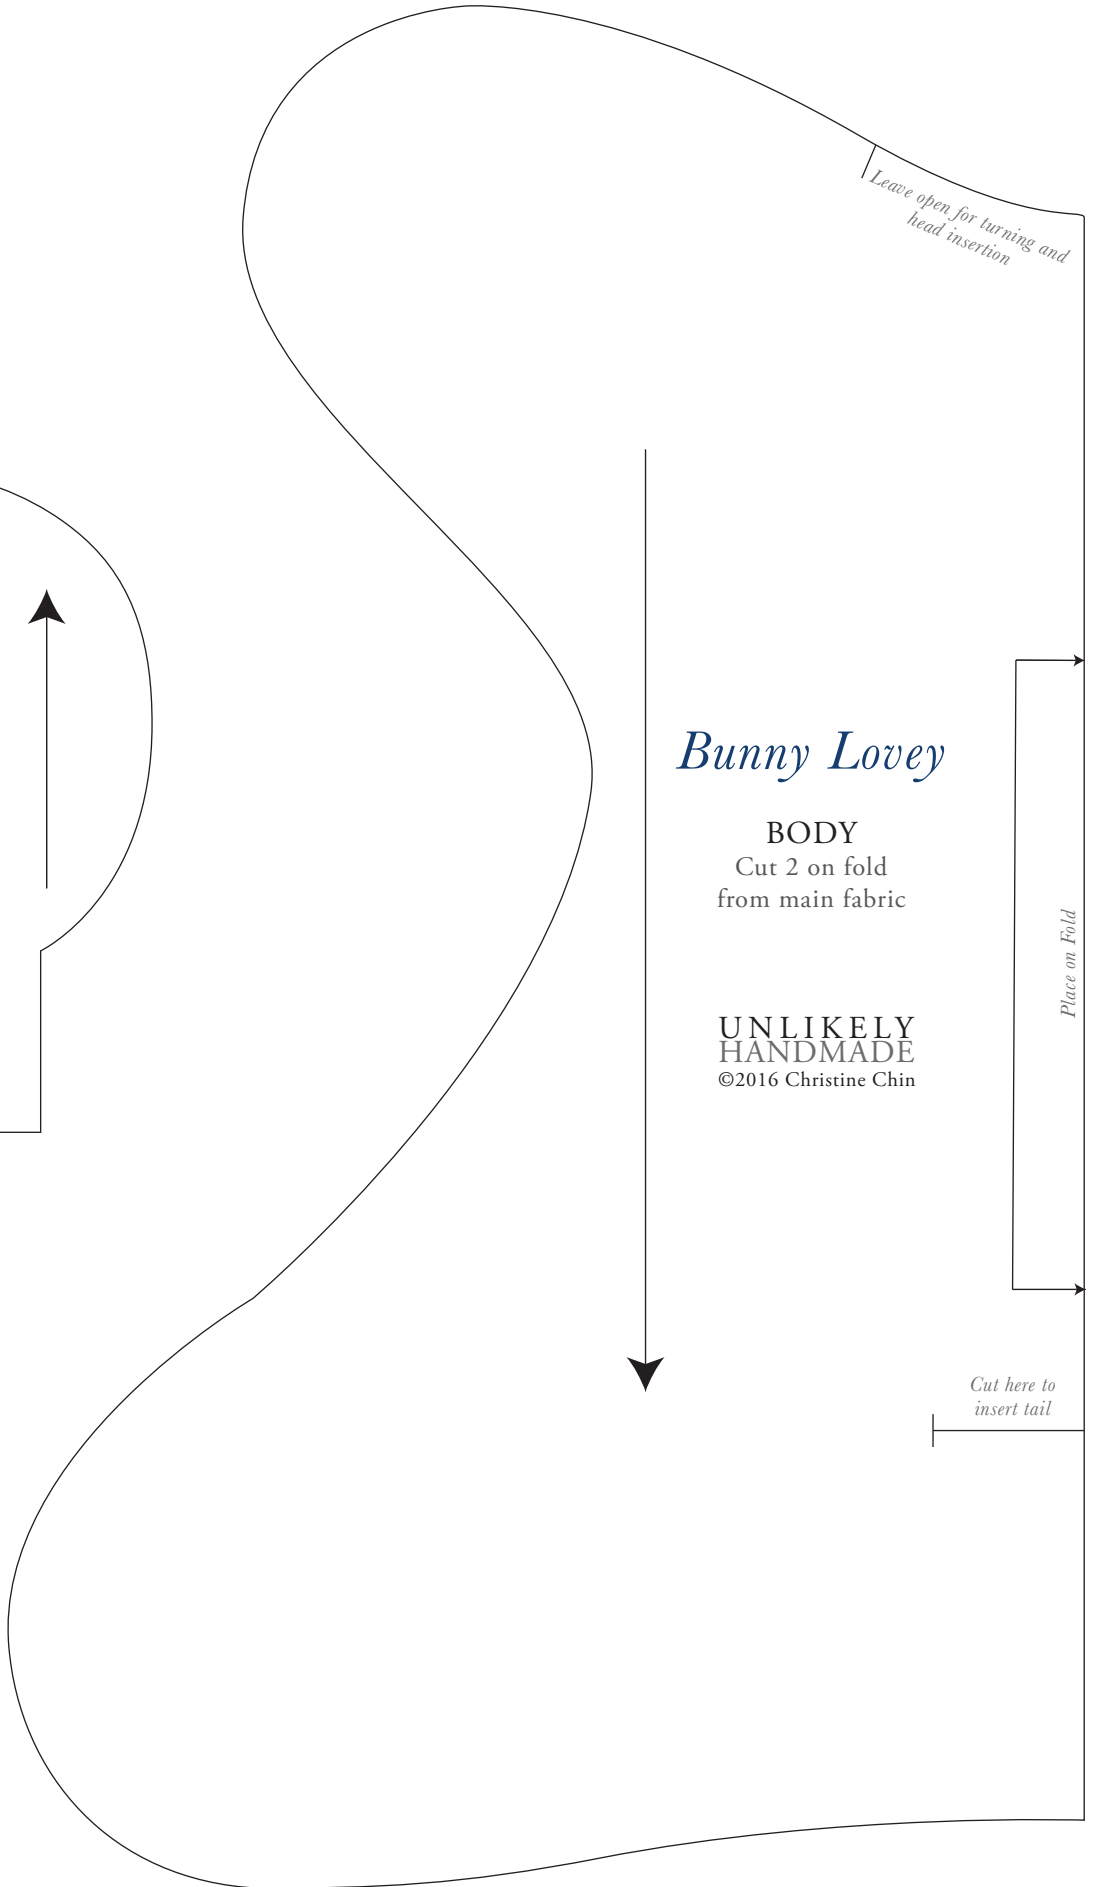 Leave open for turning and
head insertion
Bunny Lovey
BODY
Cut 2 on fold
from main fabric
Place on Fold
UNLIKELY
HANDMADE
©2016 Christine Chin
Cut here to
insert tail